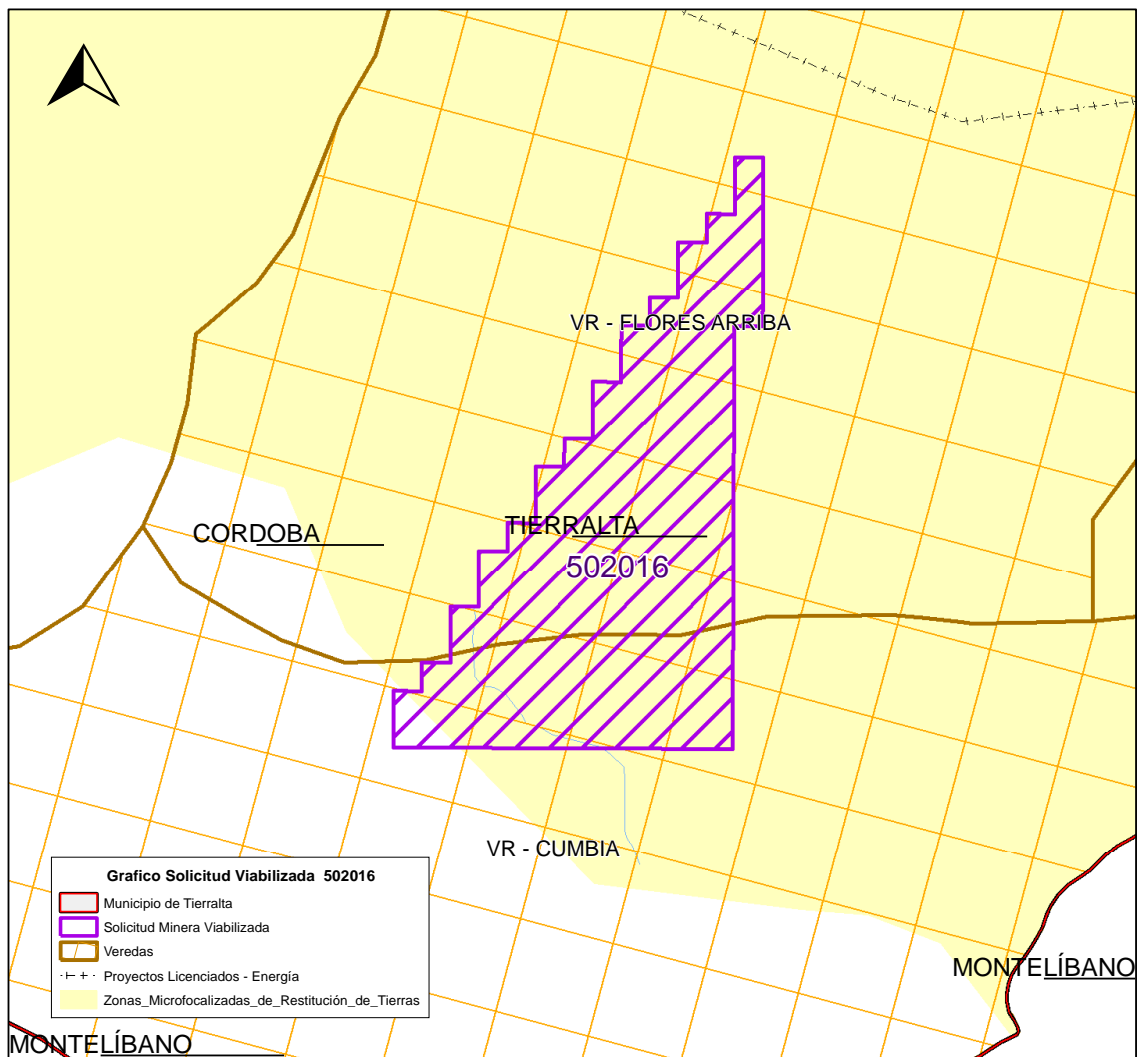 VR - FLORES ARRIBA
CORDOBA
TIERRALTA
502016
VR - CUMBIA
Grafico Solicitud Viabilizada 502016
Municipio de Tierralta
Solicitud Minera Viabilizada
Veredas
Proyectos Licenciados - Energía
Zonas_Microfocalizadas_de_Restitución_de_Tierras
MONTELÍBANO
MONTELÍBANO